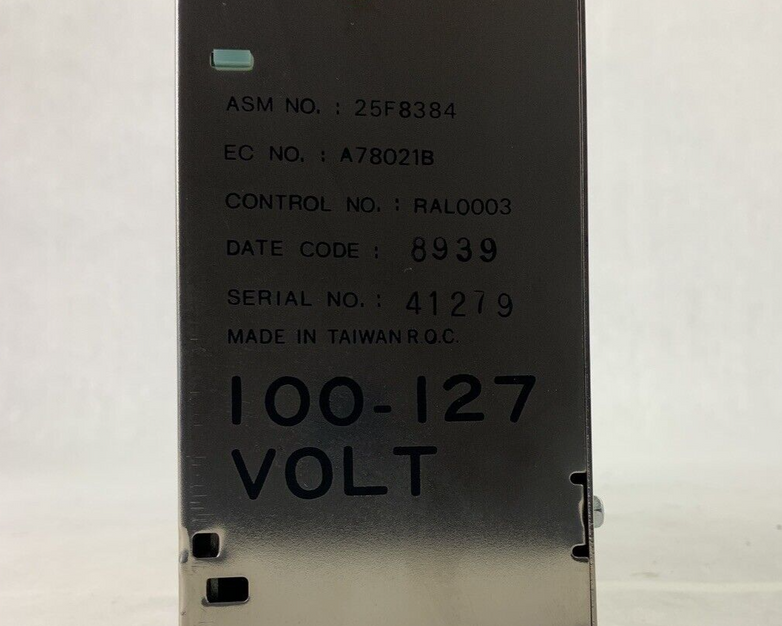 ASM NO. : 25F8384
EC NO. : A78021B
CONTROL NO. : RAL0003
DATE CODE : 8939
SERIAL NO. : 41279
MADE IN TAIWAN R.O.C.
100-127
VOLT